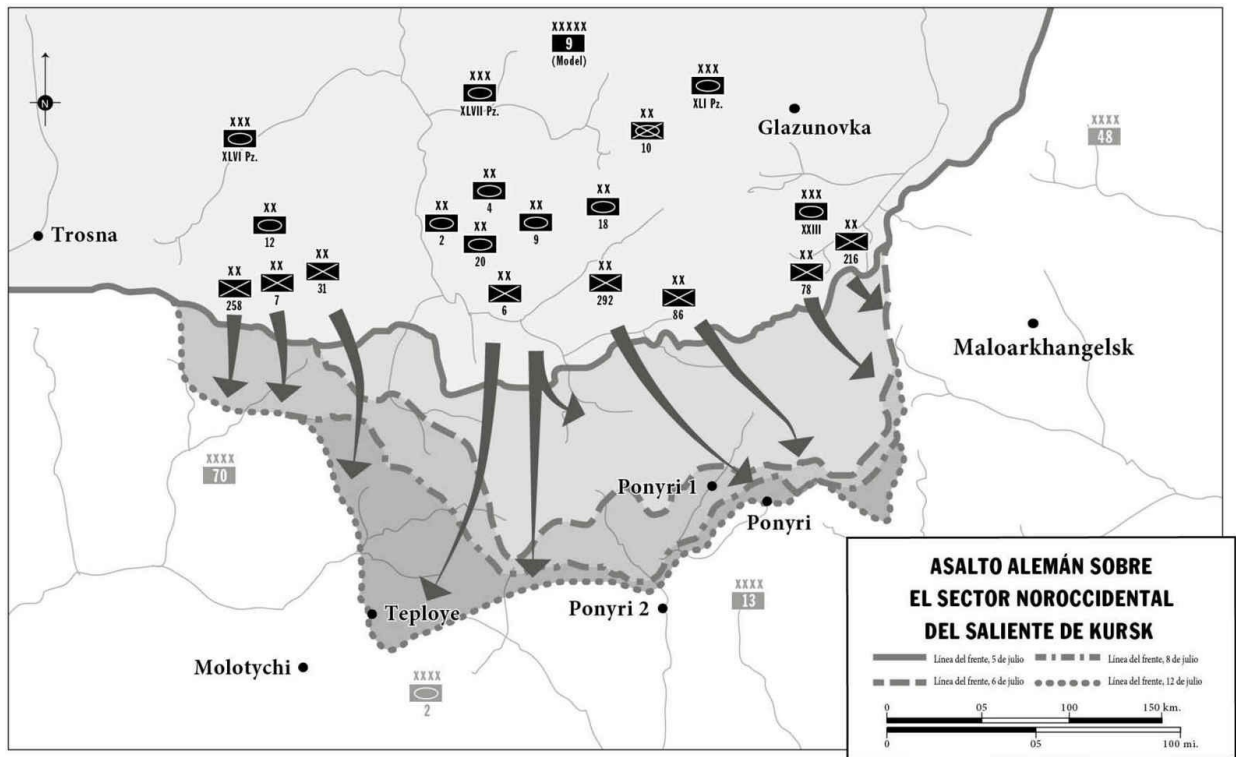 XXXXX
9
(Model)
XXX
XLVII Pz.
XXX
XLI Pz.
XX
10
Glazunovka
XXXX
48
XXX
XLVI Pz.
N
XX
4
XX
2
XX
20
XX
9
XX
18
XXX
XXIII
XX
216
Trosna
XX
12
XX
258
XX
7
XX
31
XX
6
XX
292
XX
86
XX
78
Maloarkhangelsk
XXXX
70
Ponyri 1
Ponyri
Teploye
Ponyri 2
XXXX
13
Molotychi
XXXX
2
ASALTO ALEMÁN SOBRE
EL SECTOR NOROCCIDENTAL
DEL SALIENTE DE KURSK
Línea del frente, 5 de julio
Línea del frente, 8 de julio
Línea del frente, 6 de julio
Línea del frente, 12 de julio
0 05 100 150 km.
0 05 100 mi.